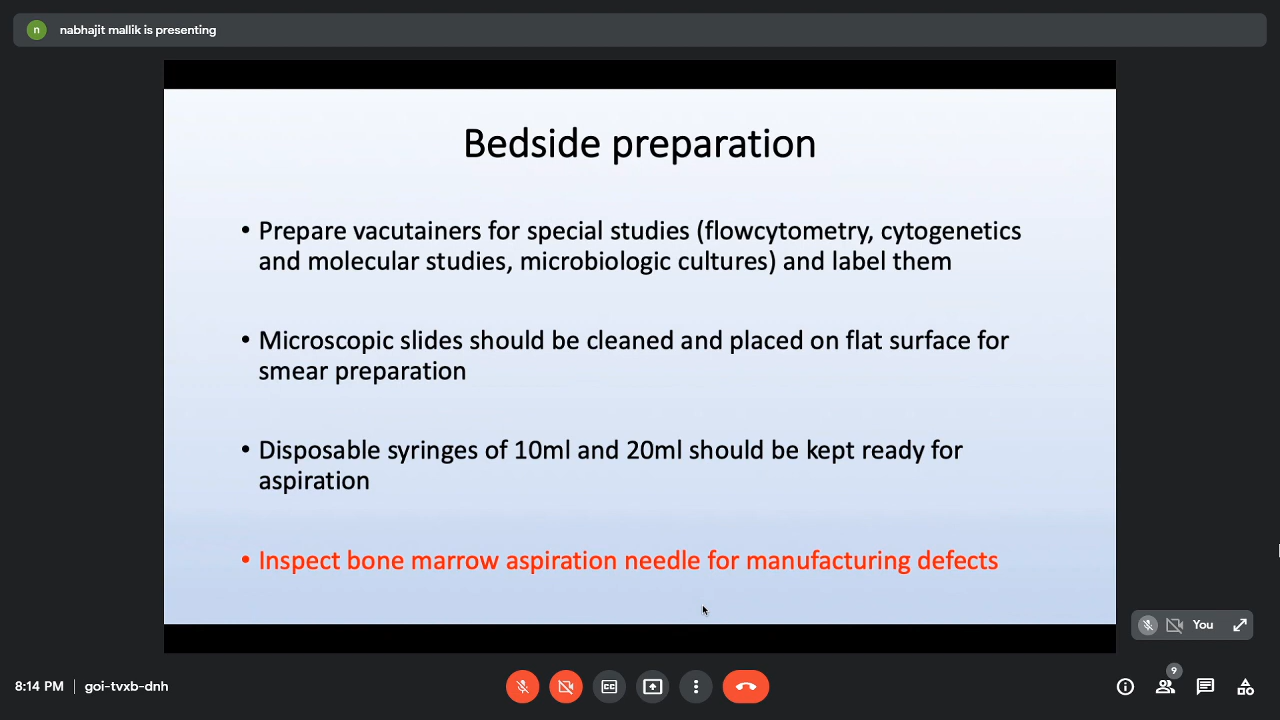 n
nabhajit mallik is presenting
Bedside preparation
• Prepare vacutainers for special studies (flowcytometry, cytogenetics
and molecular studies, microbiologic cultures) and label them
• Microscopic slides should be cleaned and placed on flat surface for
smear preparation
• Disposable syringes of 10ml and 20ml should be kept ready for
aspiration
• Inspect bone marrow aspiration needle for manufacturing defects
You
8:14 PM | goi-tvxb-dnh
CC
9